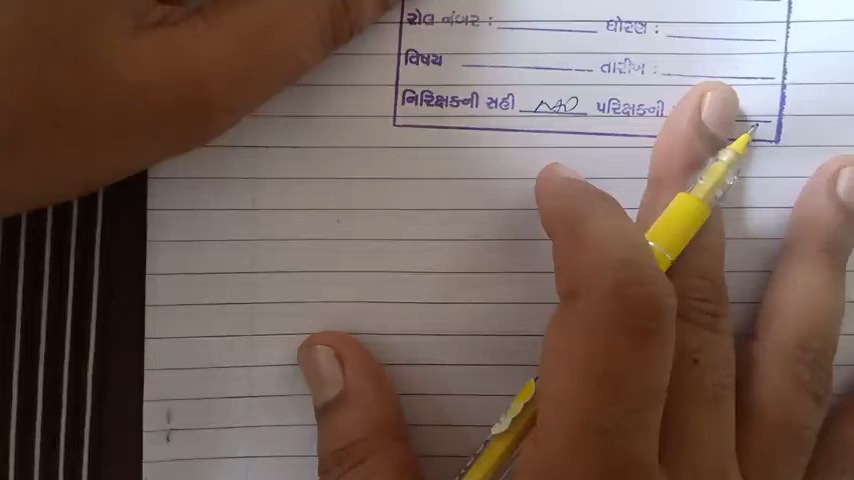 રોલ નંબર : ધોરણ :
વિષય તારીખ :
નિરિક્ષકની સહી પરિક્ષકની